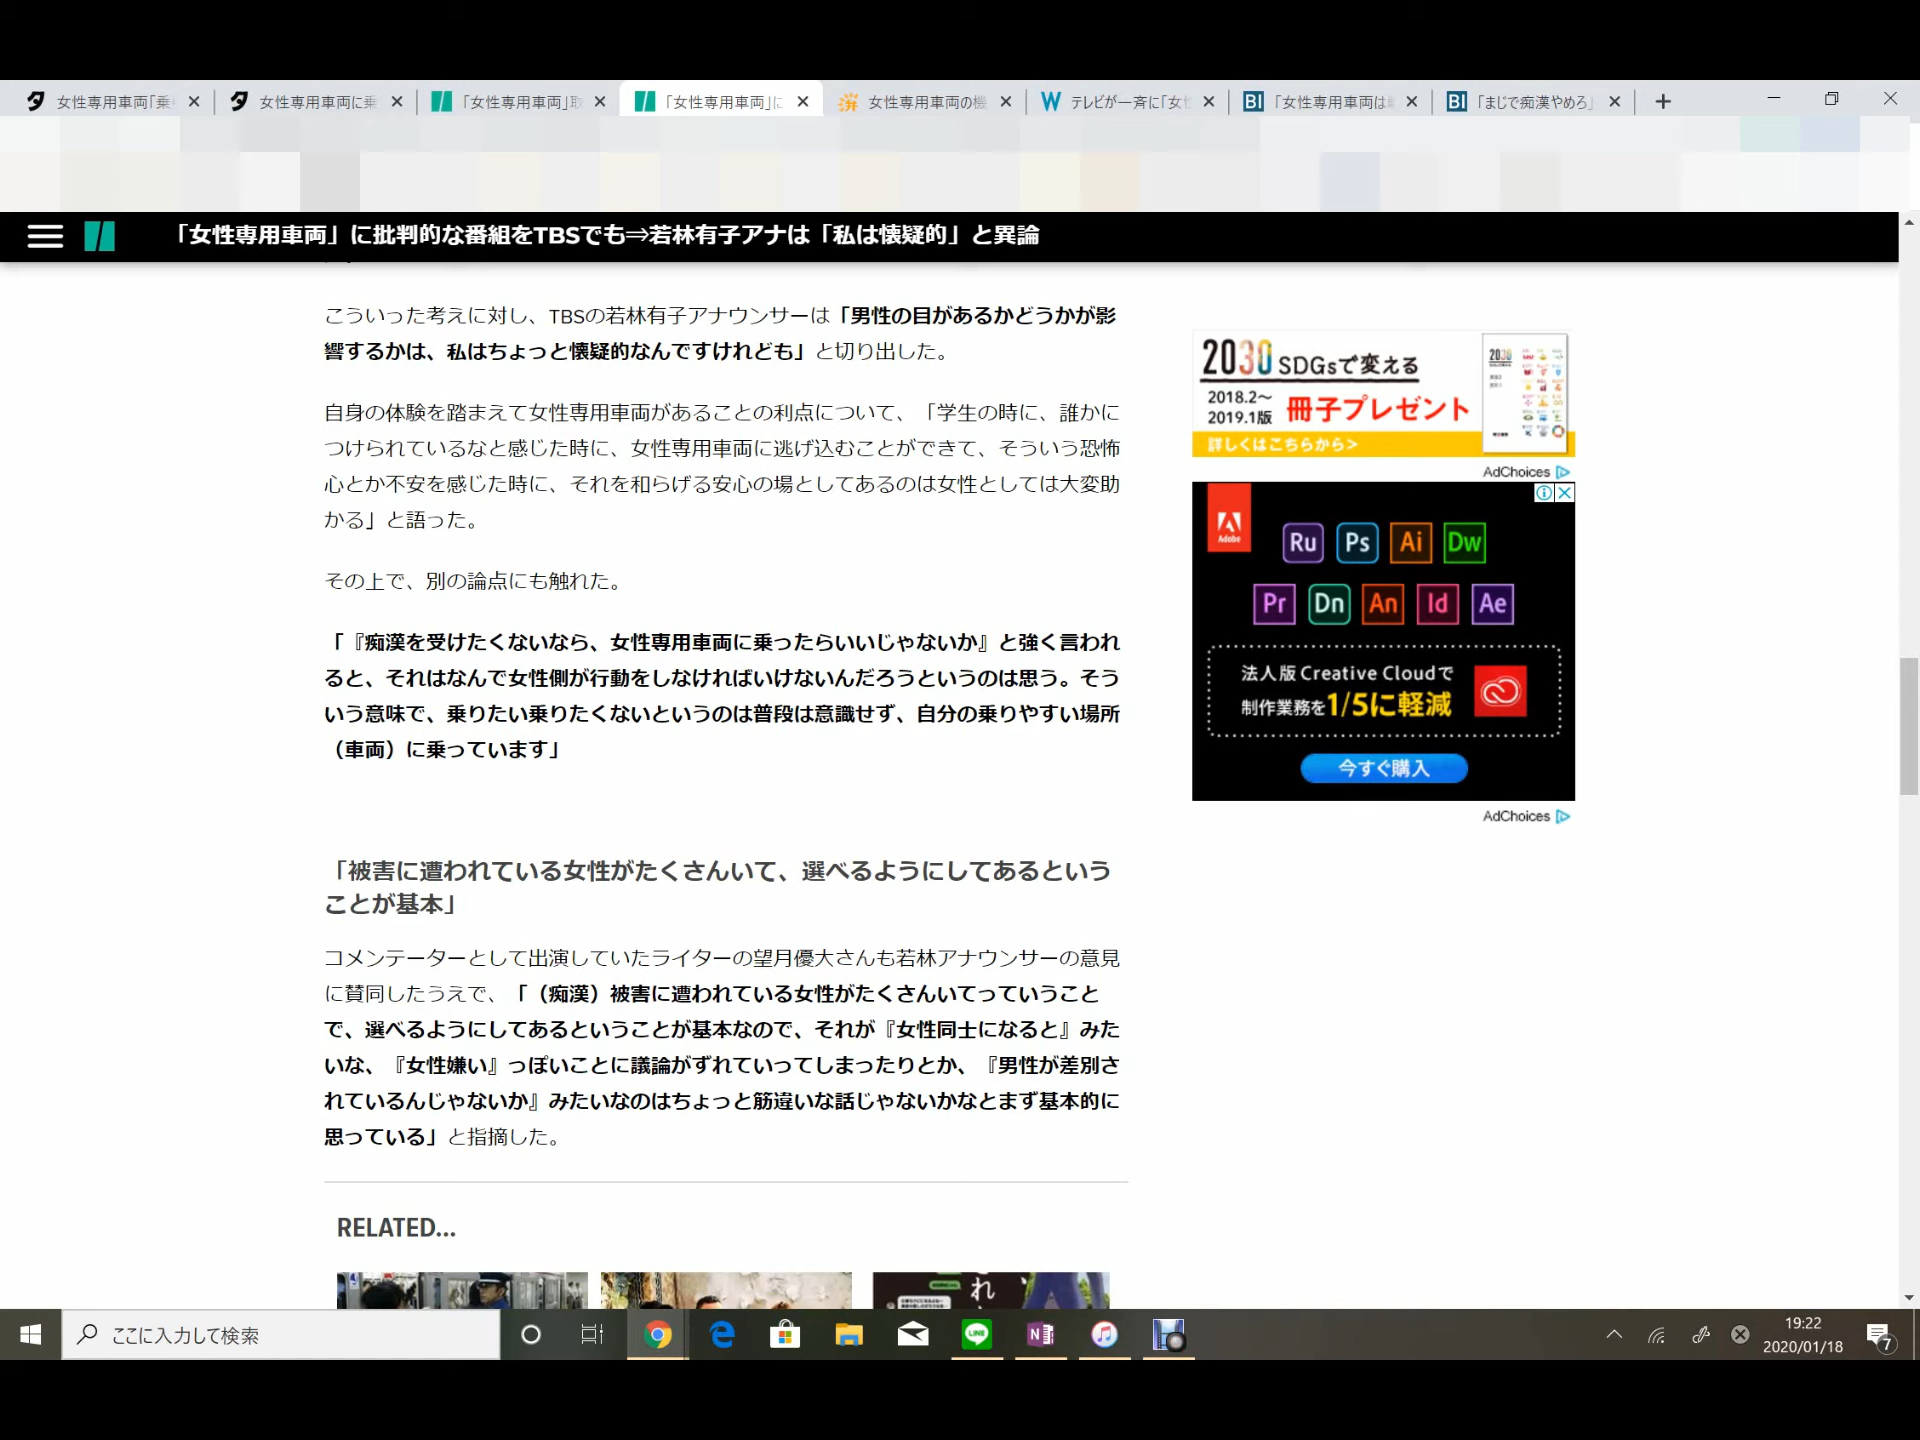 女性専用車両「乗
女性専用車両に乗
「女性専用車両」取
「女性専用車両」に
女性専用車両の機
テレビが一斉に「女性
BI
「女性専用車両は
BI
「まじで痴漢やめろ」
「女性専用車両」に批判的な番組をTBSでも⇒若林有子アナは「私は懐疑的」と異論
こういった考えに対し、TBSの若林有子アナウンサーは「男性の目があるかどうかが影
響するかは、私はちょっと懐疑的なんですけれども」と切り出した。
自身の体験を踏まえて女性専用車両があることの利点について、「学生の時に、誰かに
つけられているなと感じた時に、女性専用車両に逃げ込むことができて、そういう恐怖
心とか不安を感じた時に、それを和らげる安心の場としてあるのは女性としては大変助
かる」と語った。
その上で、別の論点にも触れた。
「『痴漢を受けたくないなら、女性専用車両に乗ったらいいじゃないか』と強く言われ
ると、それはなんで女性側が行動をしなければいけないんだろうというのは思う。そう
いう意味で、乗りたい乗りたくないというのは普段は意識せず、自分の乗りやすい場所
（車両）に乗っています」
「被害に遭われている女性がたくさんいて、選べるようにしてあるという
ことが基本」
コメンテーターとして出演していたライターの望月優大さんも若林アナウンサーの意見
に賛同したうえで、「（痴漢）被害に遭われている女性がたくさんいてっていうこと
で、選べるようにしてあるということが基本なので、それが『女性同士になると』みた
いな、『女性嫌い』っぽいことに議論がずれていってしまったりとか、『男性が差別さ
れているんじゃないか』みたいなのはちょっと筋違いな話じゃないかなとまず基本的に
思っている」と指摘した。
RELATED...
2030 SDGsで変える
2018.2〜
2019.1版 冊子プレゼント
詳しくはこちらから>
2030
AdChoices
Adobe
Ru Ps Ai Dw
Pr Dn An Id Ae
法人版 Creative Cloudで
制作業務を1/5に軽減
今すぐ購入
AdChoices
され
ここに入力して検索
LINE
N
19:22
2020/01/18
7